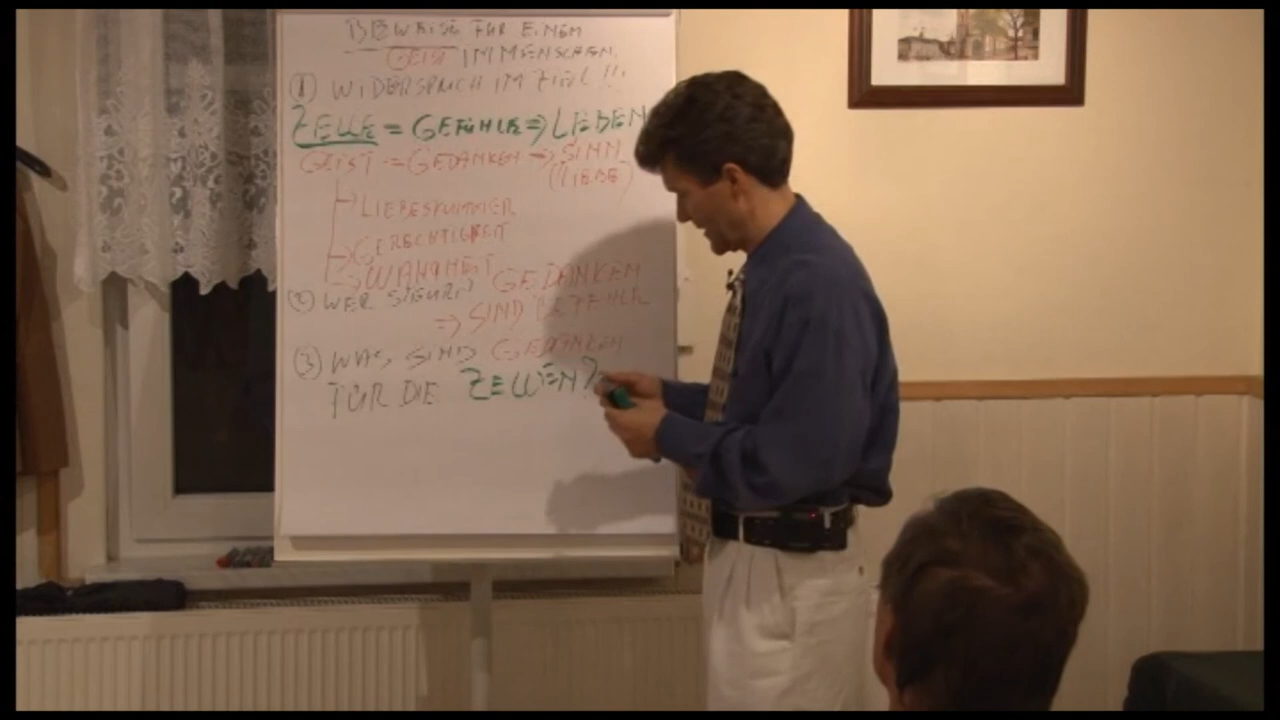 BEWEISE FÜR EINEM
GEIST IM MENSCHEN.
① WIDERSPRUCH IM ZIEL!!!
ZELLE = GEFÜHLE ⇒ LEBEN
GEIST = GEDANKEN ⇒ SINN
(LIEBE)
LIEBESKUMMER
GERECHTIGKEIT
WAHRHEIT
② WER STEUERT GEDANKEN
⇒ SIND BEFEHLE
③ WAS SIND GEDANKEN
FÜR DIE ZELLEN?